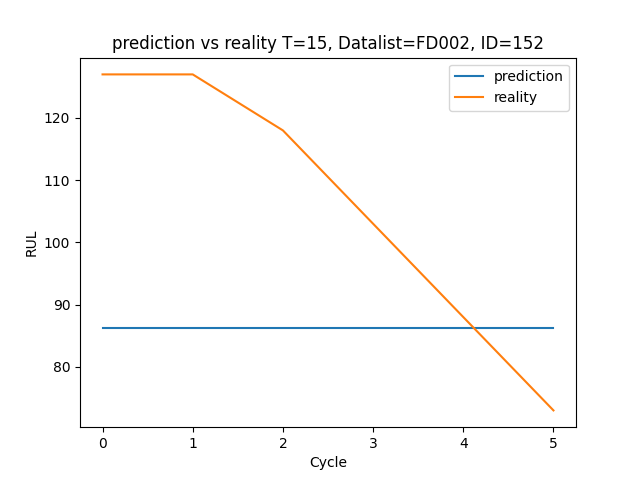 prediction vs reality T=15, Datalist=FD002, ID=152
prediction
reality
RUL
120
110
100
90
80
0 1 2 3 4 5
Cycle